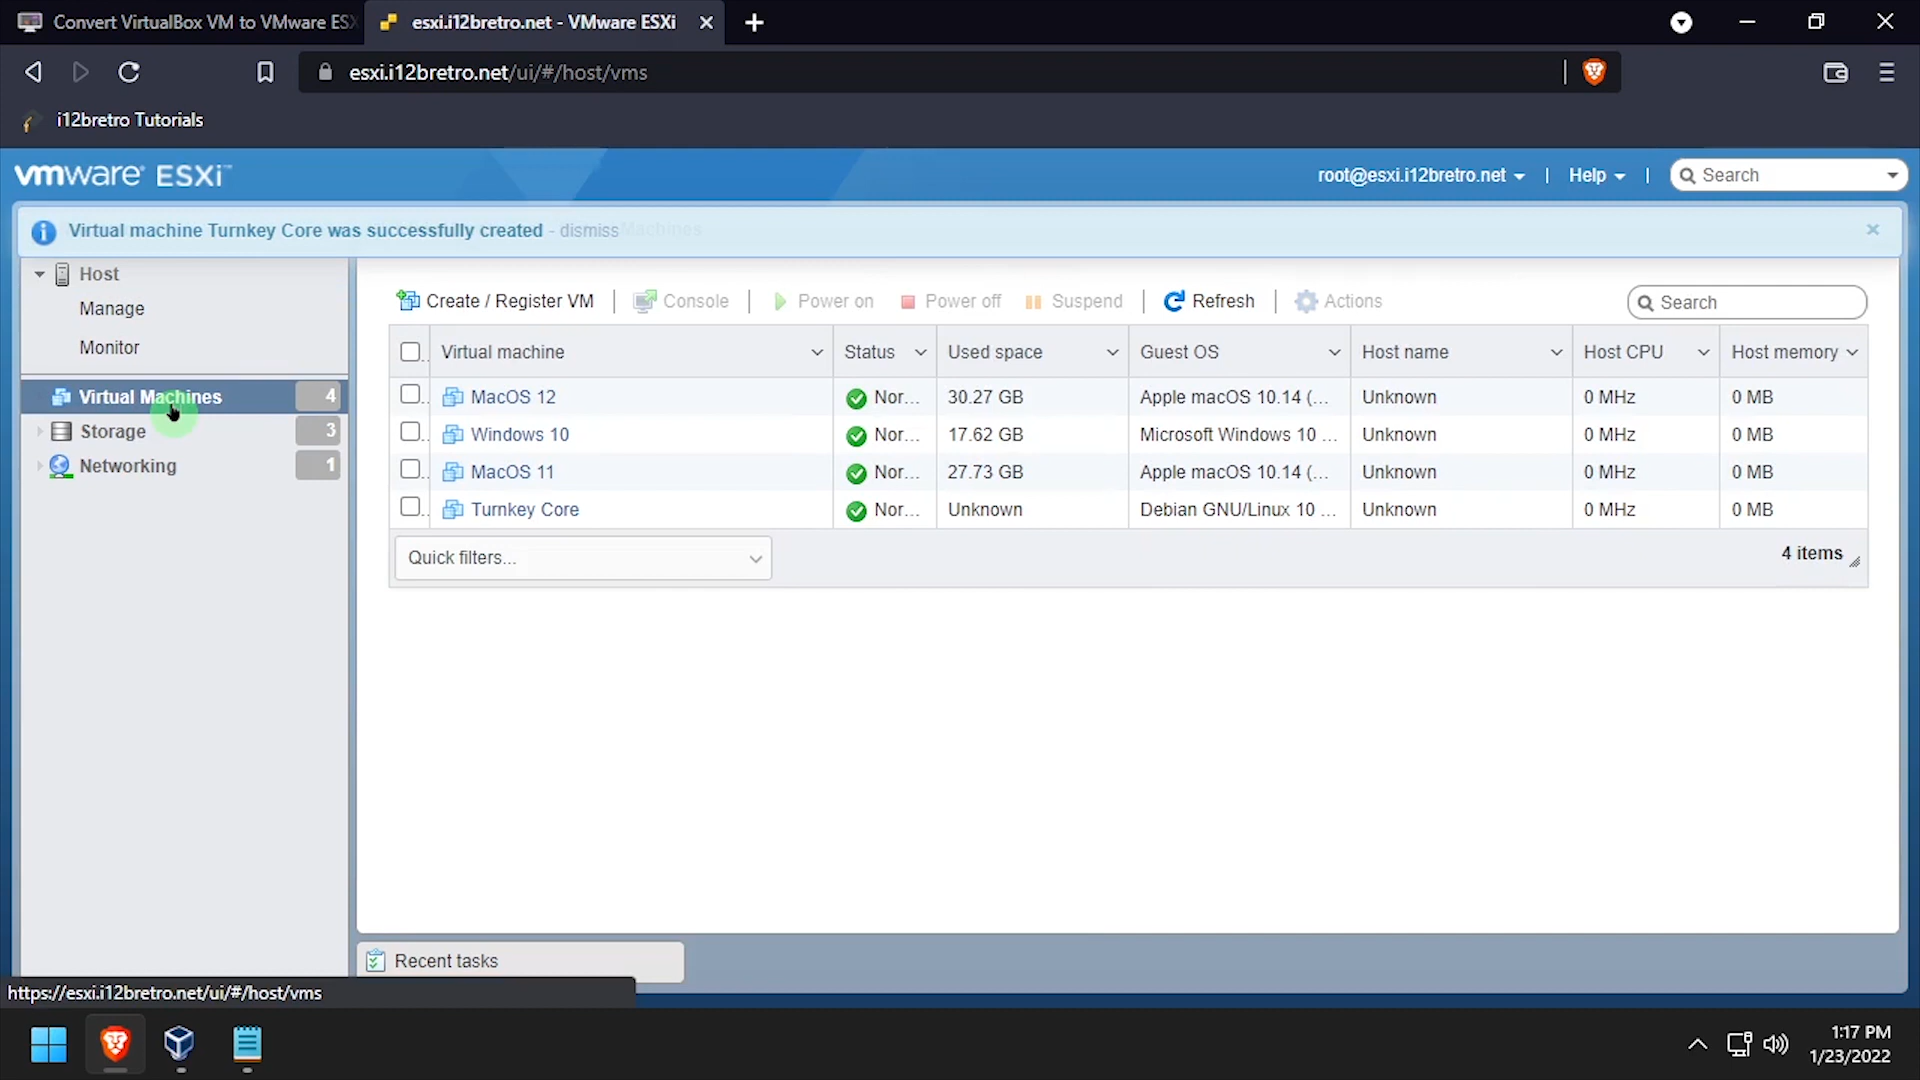 Convert VirtualBox VM to VMware ESX
esxi.i12bretro.net - VMware ESXi
esxi.i12bretro.net/ui/#/host/vms
i12bretro Tutorials
vmware ESXi™
root@esxi.i12bretro.net
Help
Search
Virtual machine Turnkey Core was successfully created - dismiss
Host
Manage
Monitor
Virtual Machines 4
Storage 3
Networking 1
Create / Register VM
Console
Power on
Power off
Suspend
Refresh
Actions
Search
Virtual machine Status Used space Guest OS Host name Host CPU Host memory
MacOS 12 Nor... 30.27 GB Apple macOS 10.14 (... Unknown 0 MHz 0 MB
Windows 10 Nor... 17.62 GB Microsoft Windows 10 ... Unknown 0 MHz 0 MB
MacOS 11 Nor... 27.73 GB Apple macOS 10.14 (... Unknown 0 MHz 0 MB
Turnkey Core Nor... Unknown Debian GNU/Linux 10 ... Unknown 0 MHz 0 MB
Quick filters...
4 items
Recent tasks
https://esxi.i12bretro.net/ui/#/host/vms
1:17 PM
1/23/2022